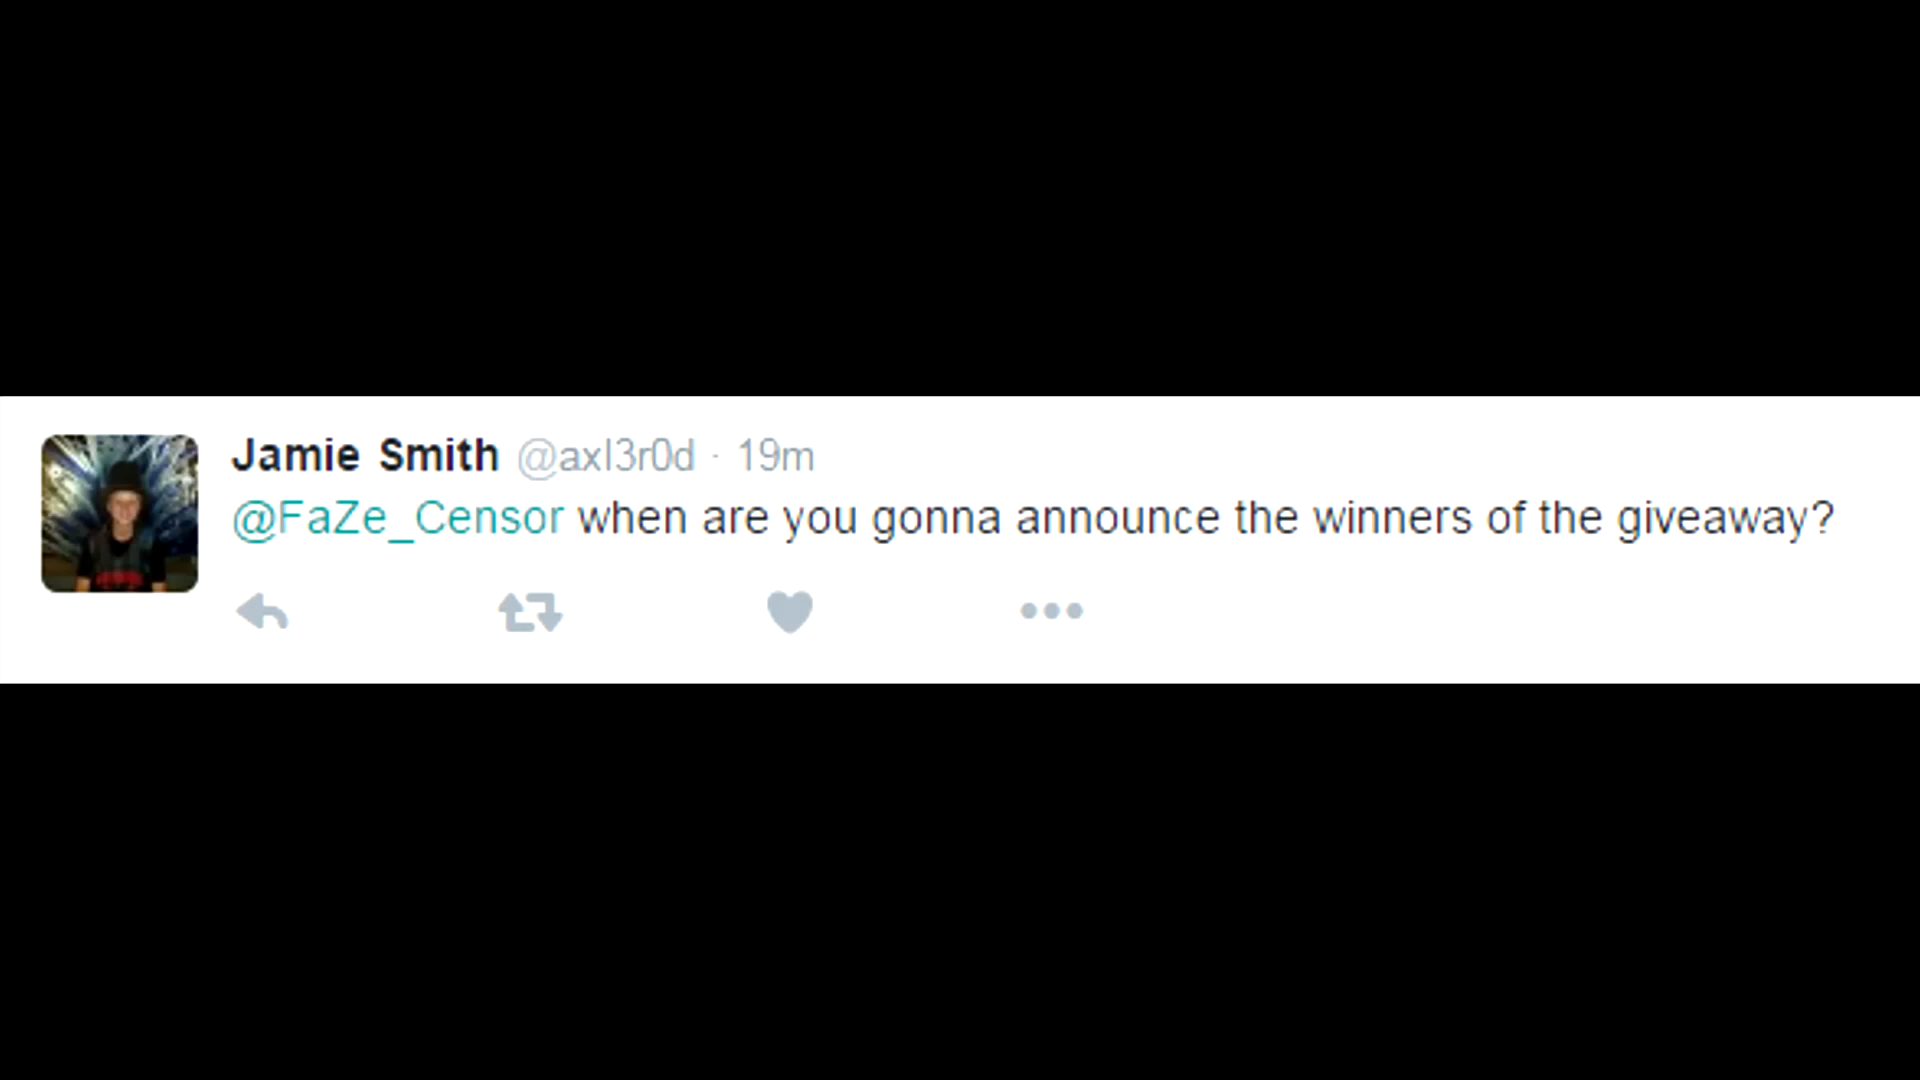 Jamie Smith @axl3r0d · 19m
@FaZe_Censor when are you gonna announce the winners of the giveaway?